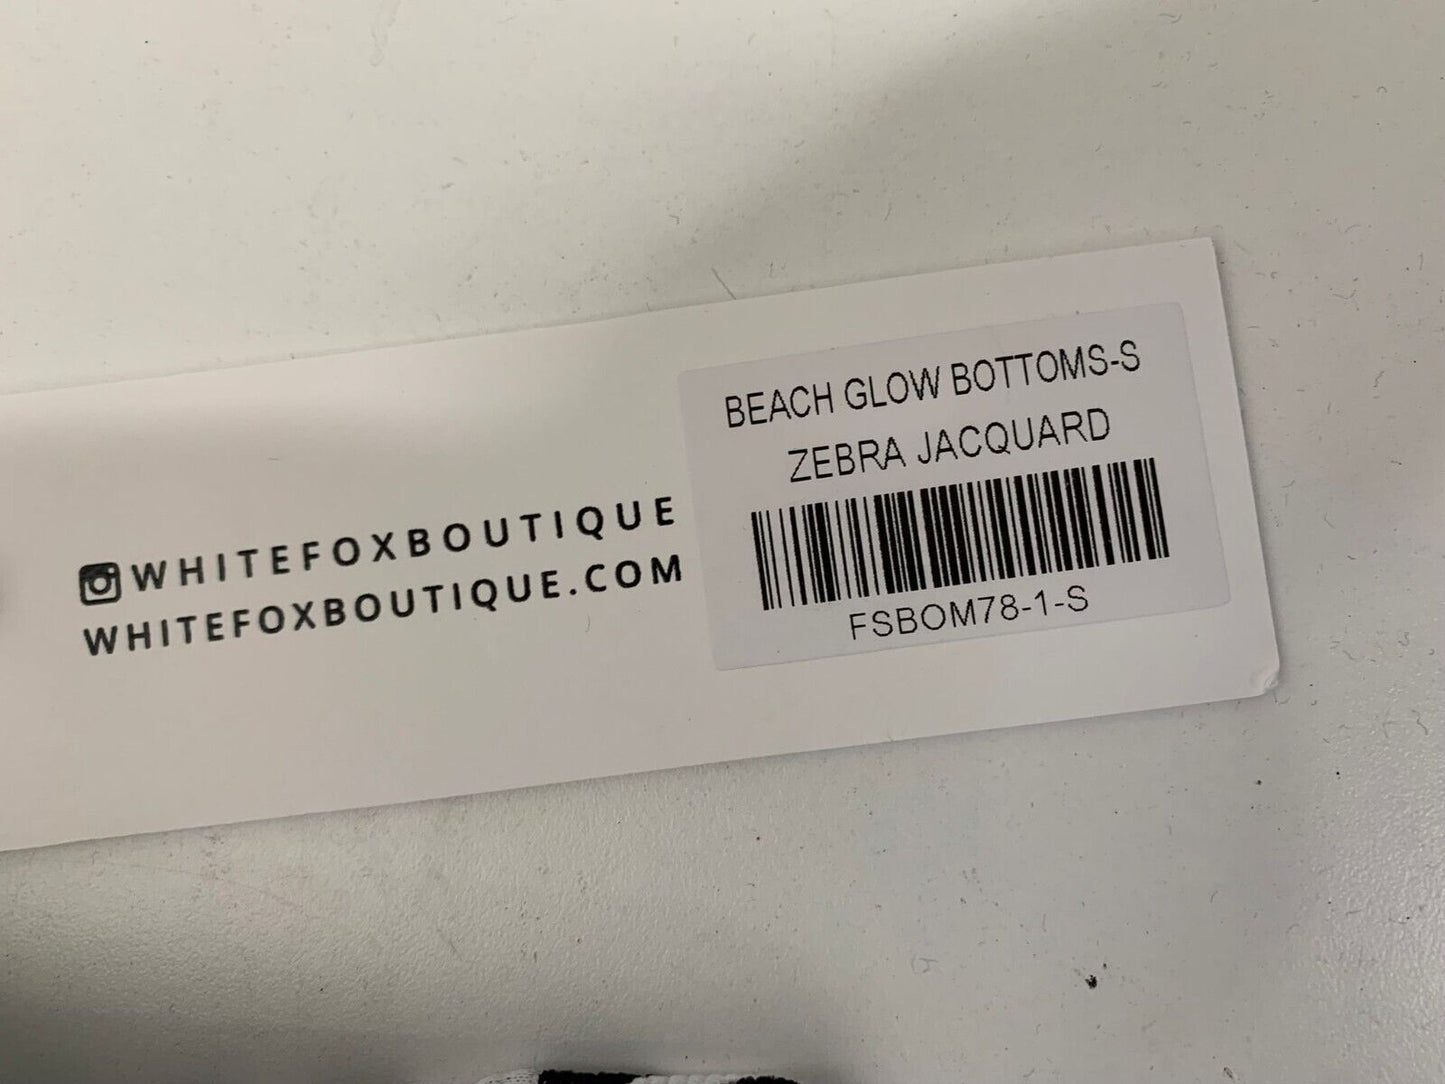 WHITEFOXBOUTIQUE
WHITEFOXBOUTIQUE.COM
BEACH GLOW BOTTOMS-S
ZEBRA JACQUARD
FSBOM78-1-S